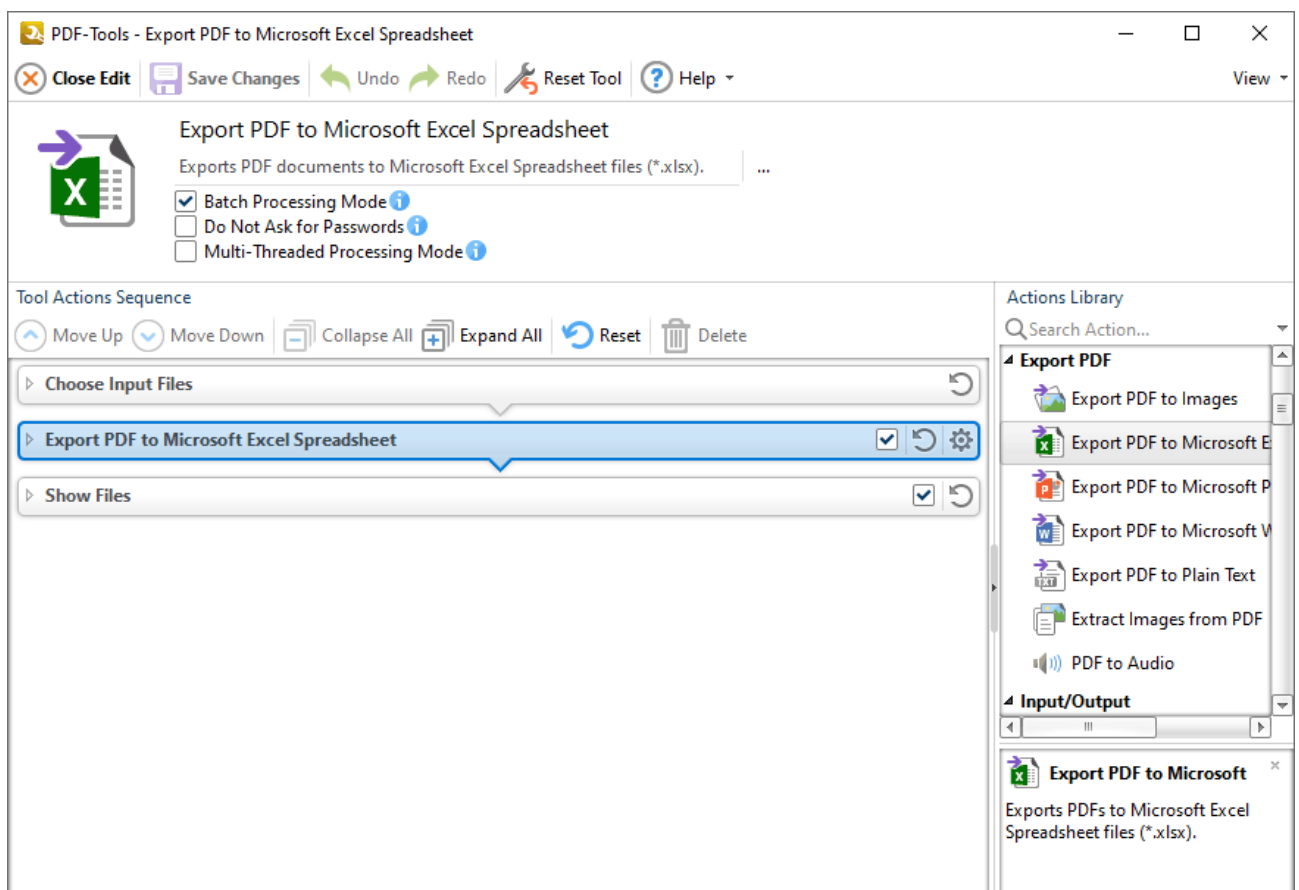 PDF-Tools - Export PDF to Microsoft Excel Spreadsheet
Close Edit Save Changes Undo Redo Reset Tool ? Help View
Export PDF to Microsoft Excel Spreadsheet
Exports PDF documents to Microsoft Excel Spreadsheet files (*.xlsx). ...
Batch Processing Mode
Do Not Ask for Passwords
Multi-Threaded Processing Mode
Tool Actions Sequence
Move Up Move Down Collapse All Expand All Reset Delete
Choose Input Files
Export PDF to Microsoft Excel Spreadsheet
Show Files
Actions Library
Search Action...
Export PDF
Export PDF to Images
Export PDF to Microsoft E
Export PDF to Microsoft P
Export PDF to Microsoft W
Export PDF to Plain Text
Extract Images from PDF
PDF to Audio
Input/Output
Export PDF to Microsoft
Exports PDFs to Microsoft Excel
Spreadsheet files (*.xlsx).